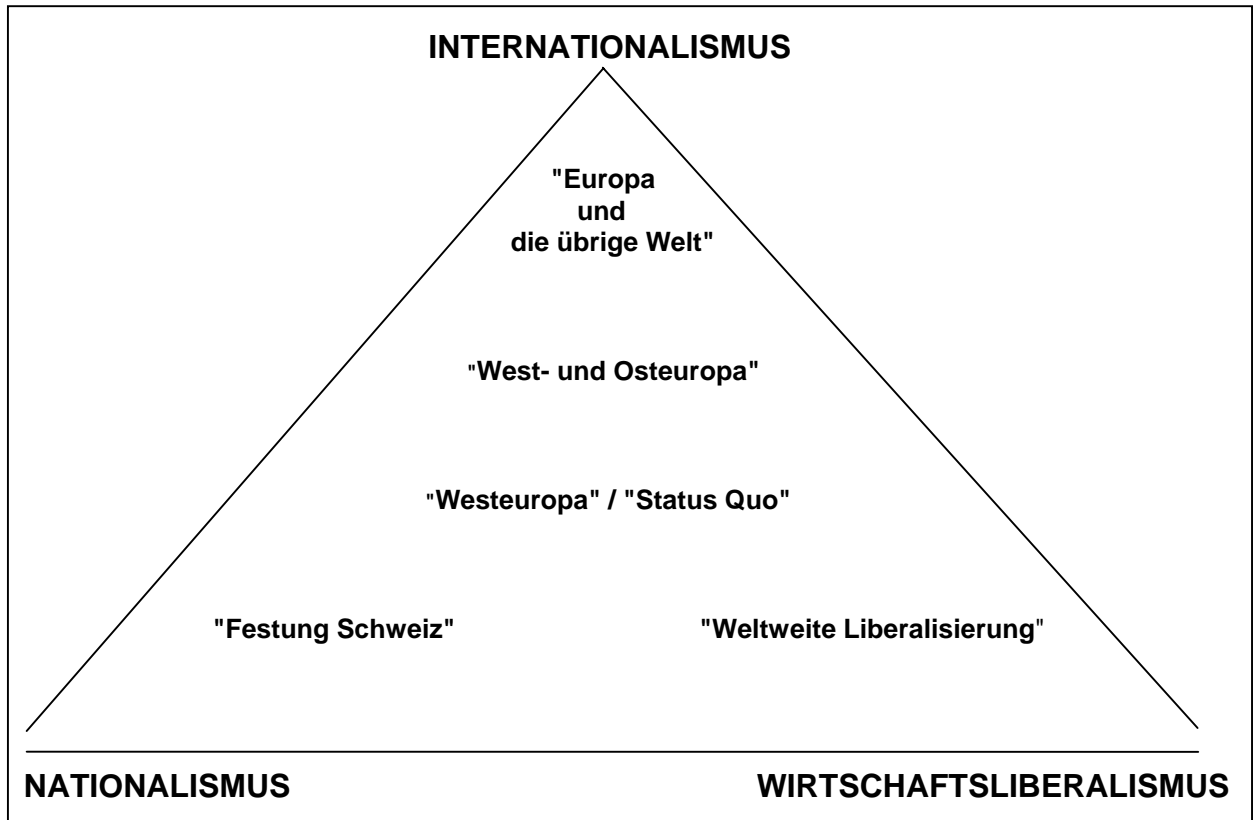 INTERNATIONALISMUS
"Europa
und
die übrige Welt"
"West- und Osteuropa"
"Westeuropa" / "Status Quo"
"Festung Schweiz" "Weltweite Liberalisierung"
NATIONALISMUS WIRTSCHAFTSLIBERALISMUS